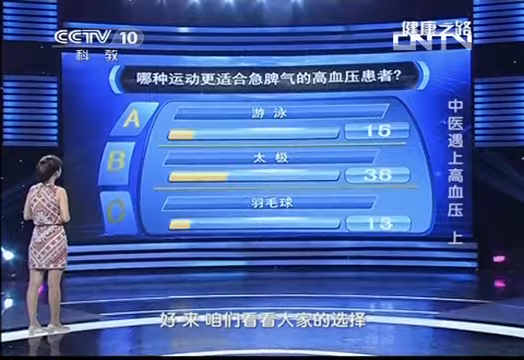 CCTV 10
科教
健康之路
CNTV
哪种运动更适合急脾气的高血压患者?
A
游泳
15
B
太极
36
C
羽毛球
13
中医遇上高血压 上
好 来 咱们看看大家的选择